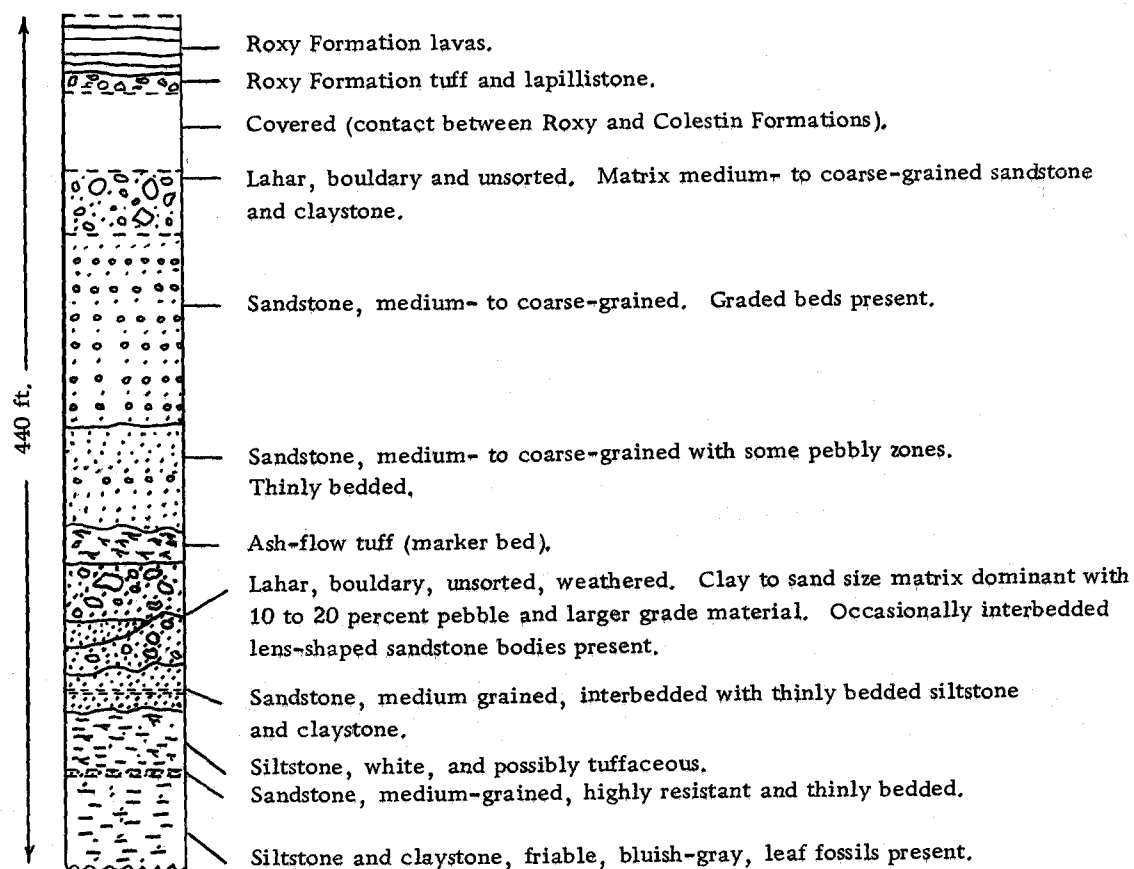 Roxy Formation lavas.
Roxy Formation tuff and lapillistone.
Covered (contact between Roxy and Colestin Formations).
Lahar, bouldary and unsorted. Matrix medium- to coarse-grained sandstone
and claystone.
Sandstone, medium- to coarse-grained. Graded beds present.
440 ft.
Sandstone, medium- to coarse-grained with some pebbly zones.
Thinly bedded.
Ash-flow tuff (marker bed).
Lahar, bouldary, unsorted, weathered. Clay to sand size matrix dominant with
10 to 20 percent pebble and larger grade material. Occasionally interbedded
lens-shaped sandstone bodies present.
Sandstone, medium grained, interbedded with thinly bedded siltstone
and claystone.
Siltstone, white, and possibly tuffaceous.
Sandstone, medium-grained, highly resistant and thinly bedded.
Siltstone and claystone, friable, bluish-gray, leaf fossils present.